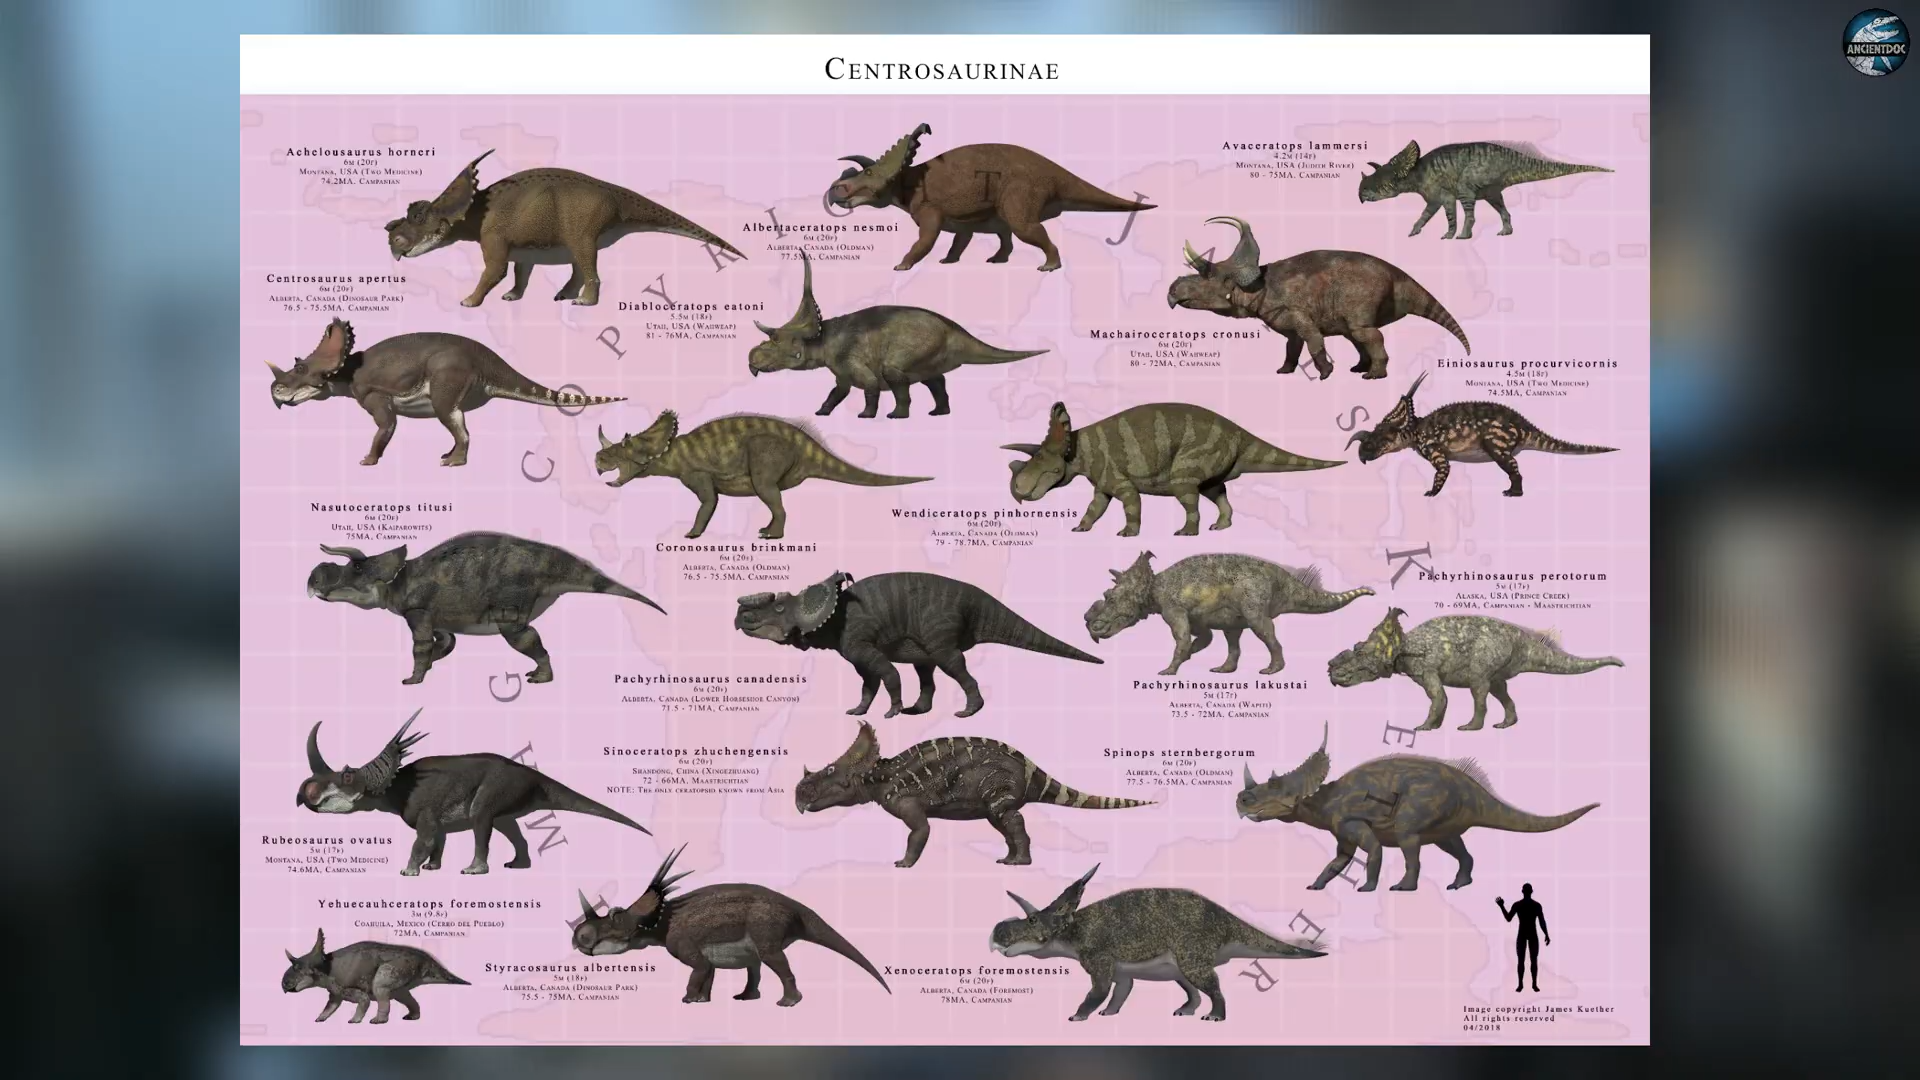 ANCIENTDOC
CENTROSAURINAE
Achelousaurus horneri
6M (20F)
MONTANA, USA (TWO MEDICINE)
74.2MA, CAMPANIAN
Albertaceratops nesmoi
6M (20F)
ALBERTA, CANADA (OLDMAN)
77.5MA, CAMPANIAN
Avaceratops lammersi
4.2M (14F)
MONTANA, USA (JUDITH RIVER)
80 - 75MA, CAMPANIAN
Centrosaurus apertus
6M (20F)
ALBERTA, CANADA (DINOSAUR PARK)
76.5 - 75.5MA, CAMPANIAN
Diabloceratops eatoni
5.5M (18F)
UTAH, USA (WAHWEAP)
81 - 76MA, CAMPANIAN
Machairoceratops cronusi
6M (20F)
UTAH, USA (WAHWEAP)
80 - 72MA, CAMPANIAN
Einiosaurus procurvicornis
4.5M (18F)
MONTANA, USA (TWO MEDICINE)
74.5MA, CAMPANIAN
Nasutoceratops titusi
6M (20F)
UTAH, USA (KAIPAROWITS)
75MA, CAMPANIAN
Coronosaurus brinkmani
6M (20F)
ALBERTA, CANADA (OLDMAN)
76.5 - 75.5MA, CAMPANIAN
Wendiceratops pinhornensis
6M (20F)
ALBERTA, CANADA (OLDMAN)
79 - 78.7MA, CAMPANIAN
Pachyrhinosaurus perotorum
5M (17F)
ALASKA, USA (PRINCE CREEK)
70 - 69MA, CAMPANIAN - MAASTRICHTIAN
Pachyrhinosaurus canadensis
6M (20F)
ALBERTA, CANADA (LOWER HORSESHOE CANYON)
71.5 - 71MA, CAMPANIAN
Pachyrhinosaurus lakustai
5M (17F)
ALBERTA, CANADA (WAPITI)
73.5 - 72MA, CAMPANIAN
Sinoceratops zhuchengensis
6M (20F)
SHANDONG, CHINA (XINGEZHUANG)
72 - 66MA, MAASTRICHTIAN
NOTE: THE ONLY CERATOPSID KNOWN FROM ASIA
Spinops sternbergorum
6M (20F)
ALBERTA, CANADA (OLDMAN)
77.5 - 76.5MA, CAMPANIAN
Rubeosaurus ovatus
5M (17F)
MONTANA, USA (TWO MEDICINE)
74.6MA, CAMPANIAN
Yehuecauhceratops foremostensis
3M (9.8F)
COAHUILA, MEXICO (CERRO DEL PUEBLO)
72MA, CAMPANIAN
Styracosaurus albertensis
5M (18F)
ALBERTA, CANADA (DINOSAUR PARK)
75.5 - 75MA, CAMPANIAN
Xenoceratops foremostensis
6M (20F)
ALBERTA, CANADA (FOREMOST)
78MA, CAMPANIAN
COPYRIGHT JAMES KUETHER
Image copyright James Kuether
All rights reserved
04/2018